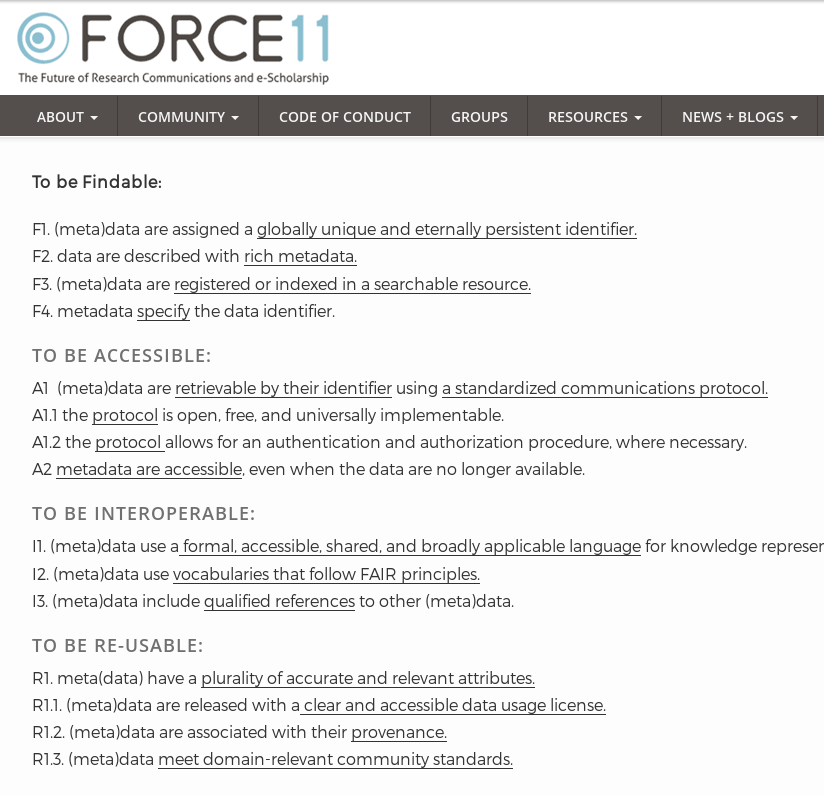 FORCE11
The Future of Research Communications and e-Scholarship
ABOUT COMMUNITY CODE OF CONDUCT GROUPS RESOURCES NEWS + BLOGS
To be Findable:
F1. (meta)data are assigned a globally unique and eternally persistent identifier.
F2. data are described with rich metadata.
F3. (meta)data are registered or indexed in a searchable resource.
F4. metadata specify the data identifier.
TO BE ACCESSIBLE:
A1 (meta)data are retrievable by their identifier using a standardized communications protocol.
A1.1 the protocol is open, free, and universally implementable.
A1.2 the protocol allows for an authentication and authorization procedure, where necessary.
A2 metadata are accessible, even when the data are no longer available.
TO BE INTEROPERABLE:
I1. (meta)data use a formal, accessible, shared, and broadly applicable language for knowledge
I2. (meta)data use vocabularies that follow FAIR principles.
I3. (meta)data include qualified references to other (meta)data.
TO BE RE-USABLE:
R1. meta(data) have a plurality of accurate and relevant attributes.
R1.1. (meta)data are released with a clear and accessible data usage license.
R1.2. (meta)data are associated with their provenance.
R1.3. (meta)data meet domain-relevant community standards.